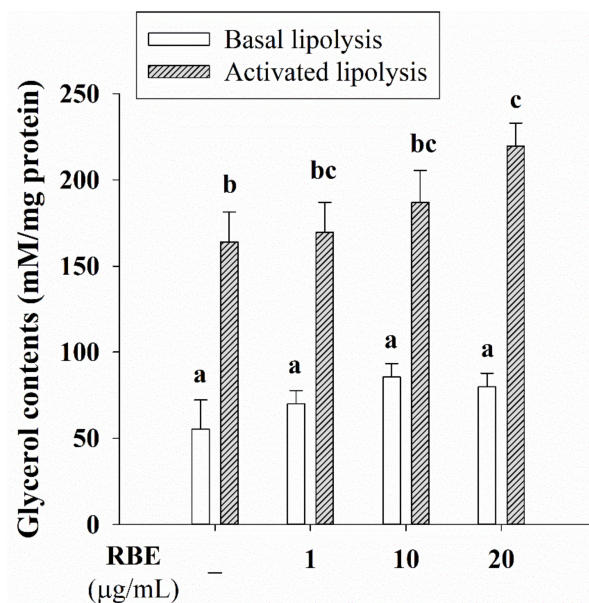 Basal lipolysis
Activated lipolysis
Glycerol contents (mM/mg protein)
250
200
150
100
50
0
a
b
a
bc
a
bc
a
c
RBE
(μg/mL)
– 1 10 20